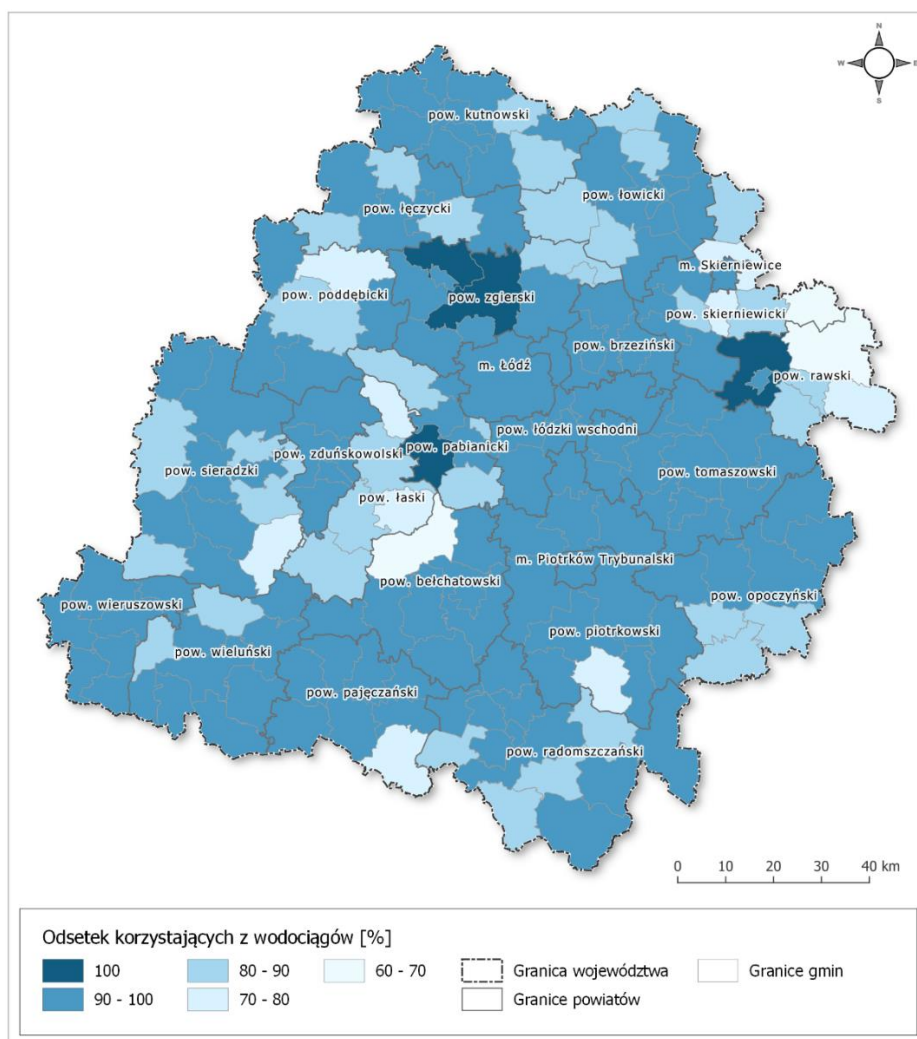 N
W E
S
pow. kutnowski
pow. łowicki
pow. łęczycki
m. Skierniewice
pow. poddębicki
pow. zgierski
pow. skierniewicki
pow. brzeziński
m. Łódź
pow. rawski
pow. łódzki wschodni
pow. pabianicki
pow. zduńskowolski
pow. sieradzki
pow. tomaszowski
pow. łaski
m. Piotrków Trybunalski
pow. bełchatowski
pow. opoczyński
pow. wieruszowski
pow. piotrkowski
pow. wieluński
pow. pajęczański
pow. radomszczański
0 10 20 30 40 km
Odsetek korzystających z wodociągów [%]
100 80 - 90 60 - 70 Granica województwa Granice gmin
90 - 100 70 - 80 Granice powiatów